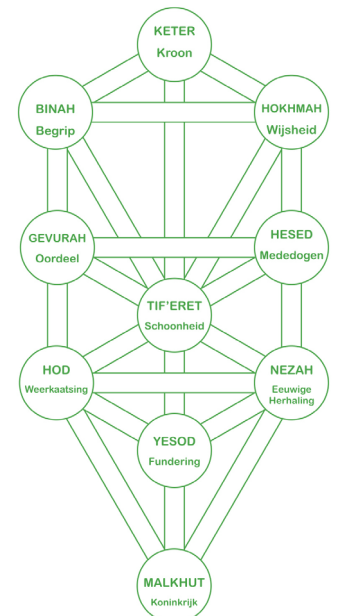 KETER
Kroon
BINAH
Begrip
HOKHMAH
Wijsheid
GEVURAH
Oordeel
HESED
Mededogen
TIF'ERET
Schoonheid
HOD
Weerkaatsing
NEZAH
Eeuwige
Herhaling
YESOD
Fundering
MALKHUT
Koninkrijk